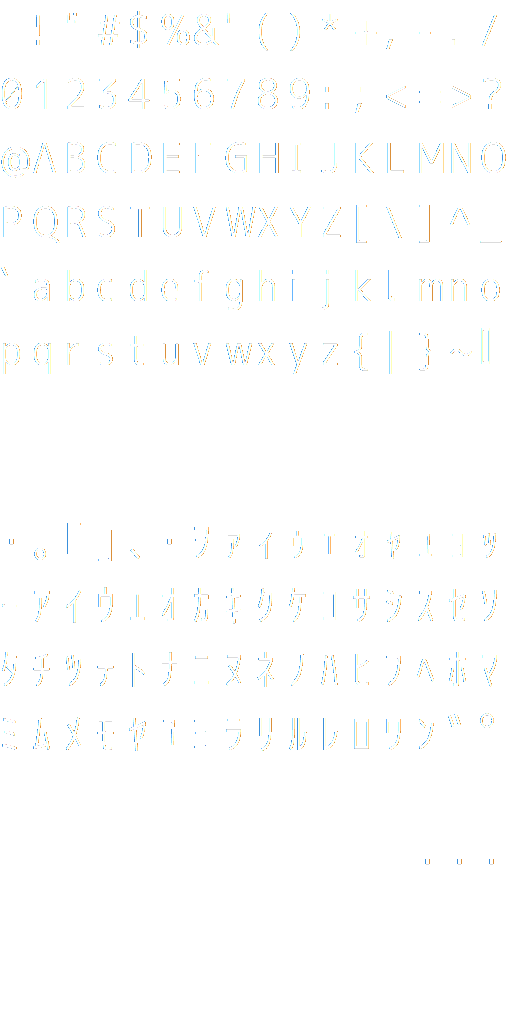 ! " # $ % & ' ( ) * + , - . /
0 1 2 3 4 5 6 7 8 9 : ; < = > ?
@ A B C D E F G H I J K L M N O
P Q R S T U V W X Y Z [ \ ] ^ _
` a b c d e f g h i j k l m n o
p q r s t u v w x y z { | } ~
｡ ｢ ｣ ､ ･ ｦ ｧ ｨ ｩ ｪ ｫ ｬ ｭ ｮ ｯ
ｰ ｱ ｲ ｳ ｴ ｵ ｶ ｷ ｸ ｹ ｺ ｻ ｼ ｽ ｾ ｿ
ﾀ ﾁ ﾂ ﾃ ﾄ ﾅ ﾆ ﾇ ﾈ ﾉ ﾊ ﾋ ﾌ ﾍ ﾎ ﾏ
ﾐ ﾑ ﾒ ﾓ ﾔ ﾕ ﾖ ﾗ ﾘ ﾙ ﾚ ﾛ ﾜ ﾝ ﾞ ﾟ